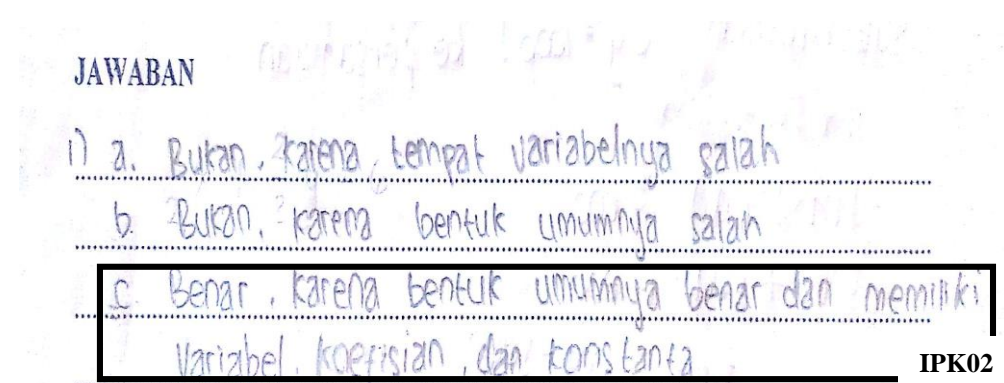 JAWABAN
1) a. Bukan, karena tempat variabelnya salah
b. Bukan, karena bentuk umumnya salah
c. Benar, karena bentuk umumnya benar dan memiliki
variabel, koefisian, dan konstanta.
IPK02